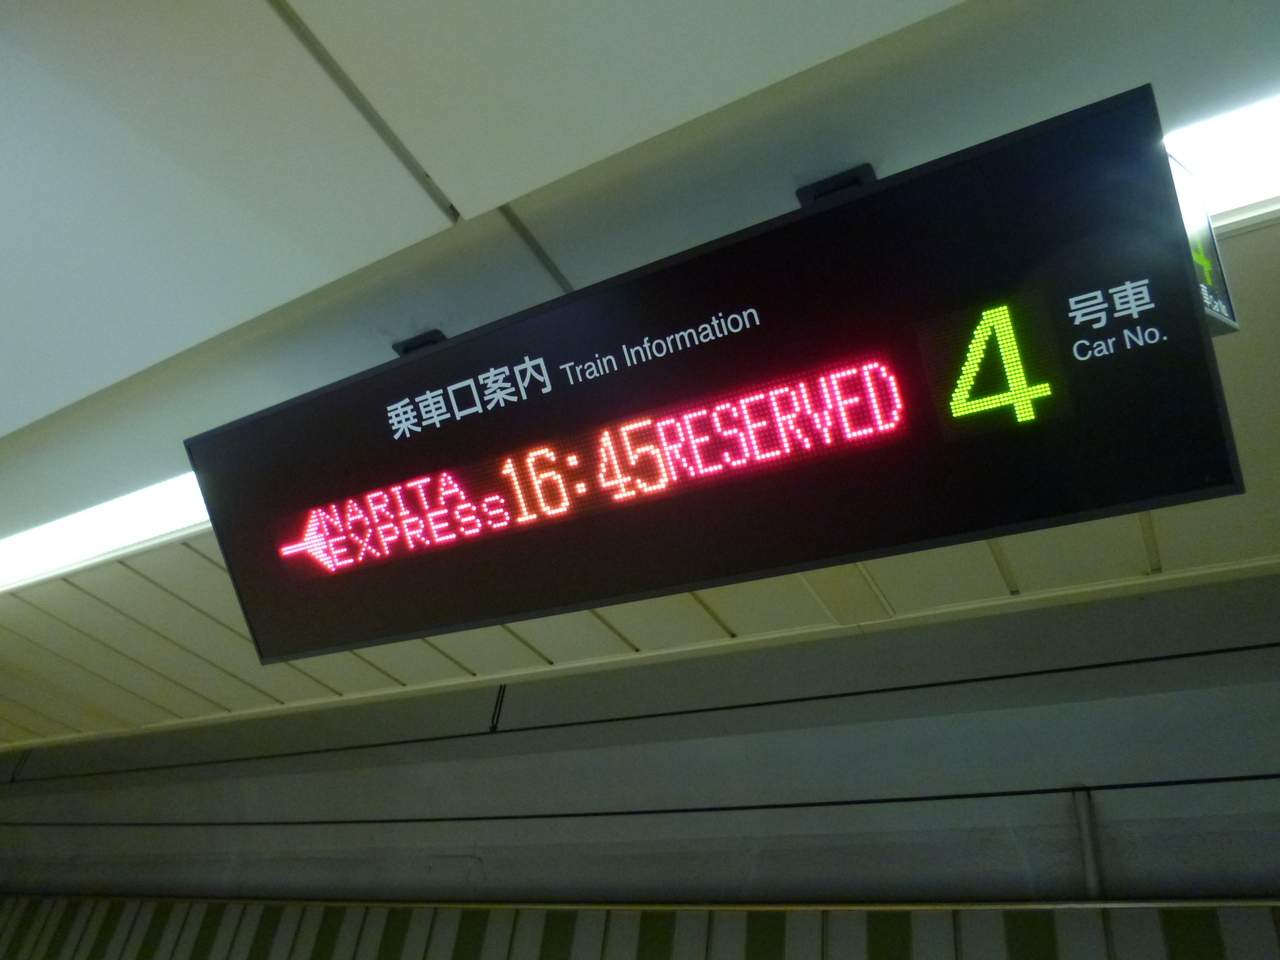 乗車口案内 Train Information
NARITA
EXPRESS
16:45 RESERVED
4
号車
Car No.